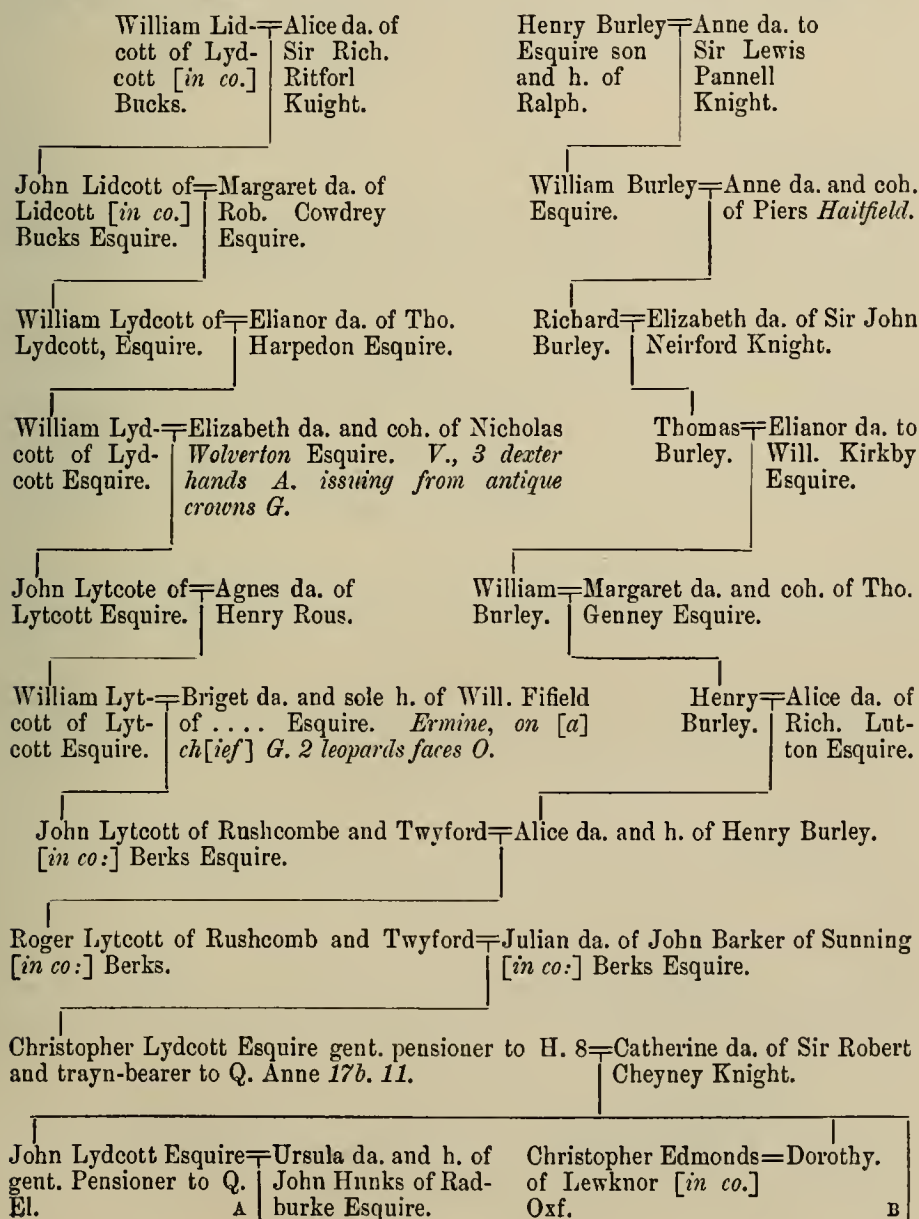 William Lid-
cott of Lyd-
cott [in co.]
Bucks.
Alice da. of
Sir Rich.
Ritforl
Kuight.
Henry Burley
Esquire son
and h. of
Ralph.
Anne da. to
Sir Lewis
Pannell
Knight.
John Lidcott of
Lidcott [in co.]
Bucks Esquire.
Margaret da. of
Rob. Cowdrey
Esquire.
William Burley
Esquire.
Anne da. and coh.
of Piers Haitfield.
William Lydcott of
Lydcott, Esquire.
Elianor da. of Tho.
Harpedon Esquire.
Richard
Burley.
Elizabeth da. of Sir John
Neirford Knight.
William Lyd-
cott of Lyd-
cott Esquire.
Elizabeth da. and coh. of Nicholas
Wolverton Esquire. V., 3 dexter
hands A. issuing from antique
crowns G.
Thomas
Burley.
Elianor da. to
Will. Kirkby
Esquire.
John Lytcote of
Lytcott Esquire.
Agnes da. of
Henry Rous.
William
Burley.
Margaret da. and coh. of Tho.
Genney Esquire.
William Lyt-
cott of Lyt-
cott Esquire.
Briget da. and sole h. of Will. Fifield
of .... Esquire. Ermine, on [a]
ch[ief] G. 2 leopards faces O.
Henry
Burley.
Alice da. of
Rich. Lut-
ton Esquire.
John Lytcott of Rushcombe and Twyford
[in co:] Berks Esquire.
Alice da. and h. of Henry Burley.
Roger Lytcott of Rushcomb and Twyford
[in co:] Berks.
Julian da. of John Barker of Sunning
[in co:] Berks Esquire.
Christopher Lydcott Esquire gent. pensioner to H. 8
and trayn-bearer to Q. Anne 17b. 11.
Catherine da. of Sir Robert
Cheyney Knight.
John Lydcott Esquire
gent. Pensioner to Q.
El.
A
Ursula da. and h. of
John Hunks of Rad-
burke Esquire.
Christopher Edmonds
of Lewknor [in co.]
Oxf.
Dorothy.
B